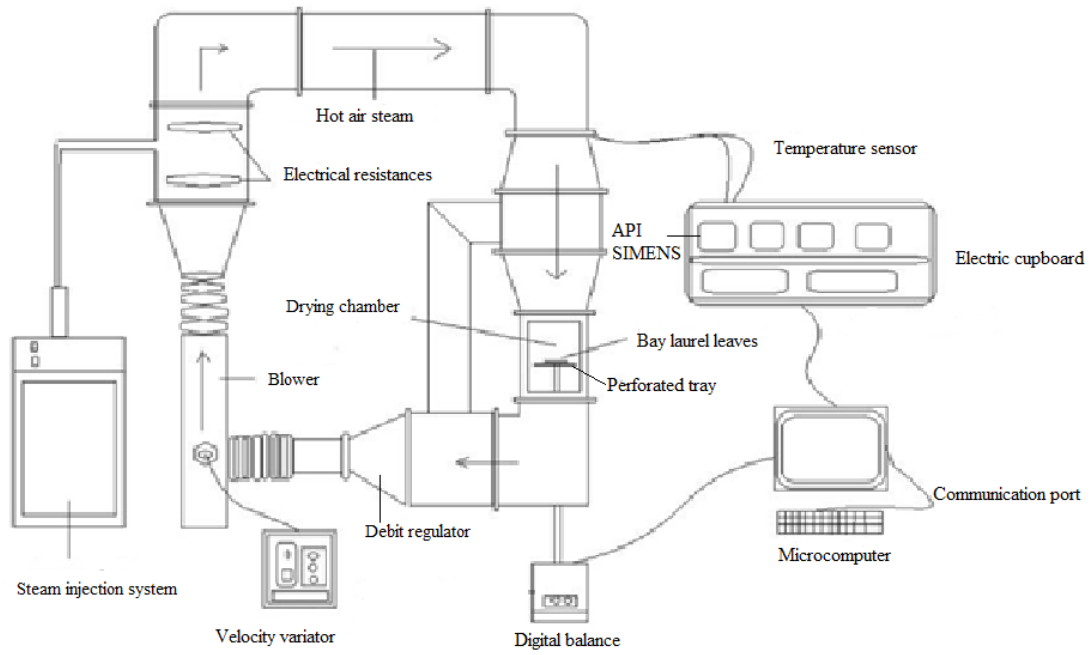 Hot air steam
Temperature sensor
Electrical resistances
API
SIMENS
Electric cupboard
Drying chamber
Bay laurel leaves
Blower
Perforated tray
Communication port
Debit regulator
Microcomputer
Steam injection system
Velocity variator
Digital balance